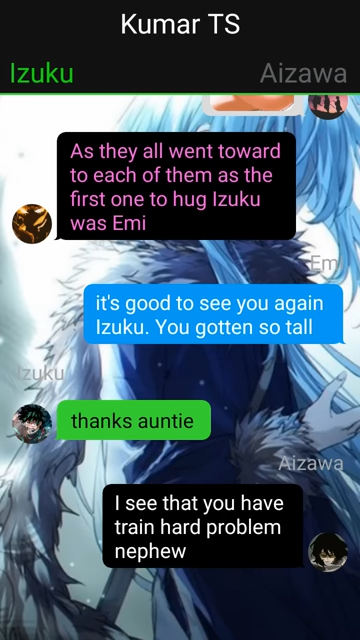 Kumar TS
Izuku
Aizawa
As they all went toward
to each of them as the
first one to hug Izuku
was Emi
Emi
it's good to see you again
Izuku. You gotten so tall
Izuku
thanks auntie
Aizawa
I see that you have
train hard problem
nephew